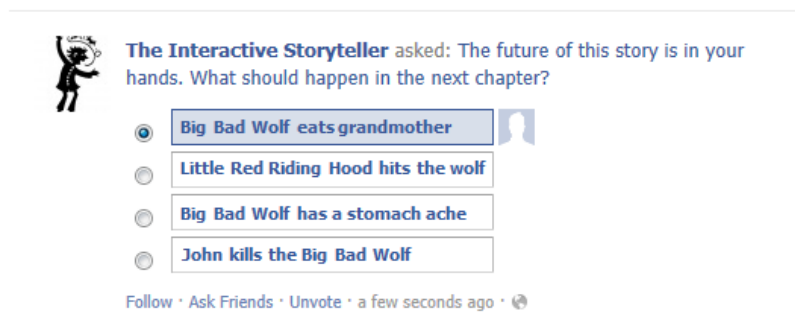 The Interactive Storyteller asked: The future of this story is in your
hands. What should happen in the next chapter?
Big Bad Wolf eats grandmother
Little Red Riding Hood hits the wolf
Big Bad Wolf has a stomach ache
John kills the Big Bad Wolf
Follow · Ask Friends · Unvote · a few seconds ago ·